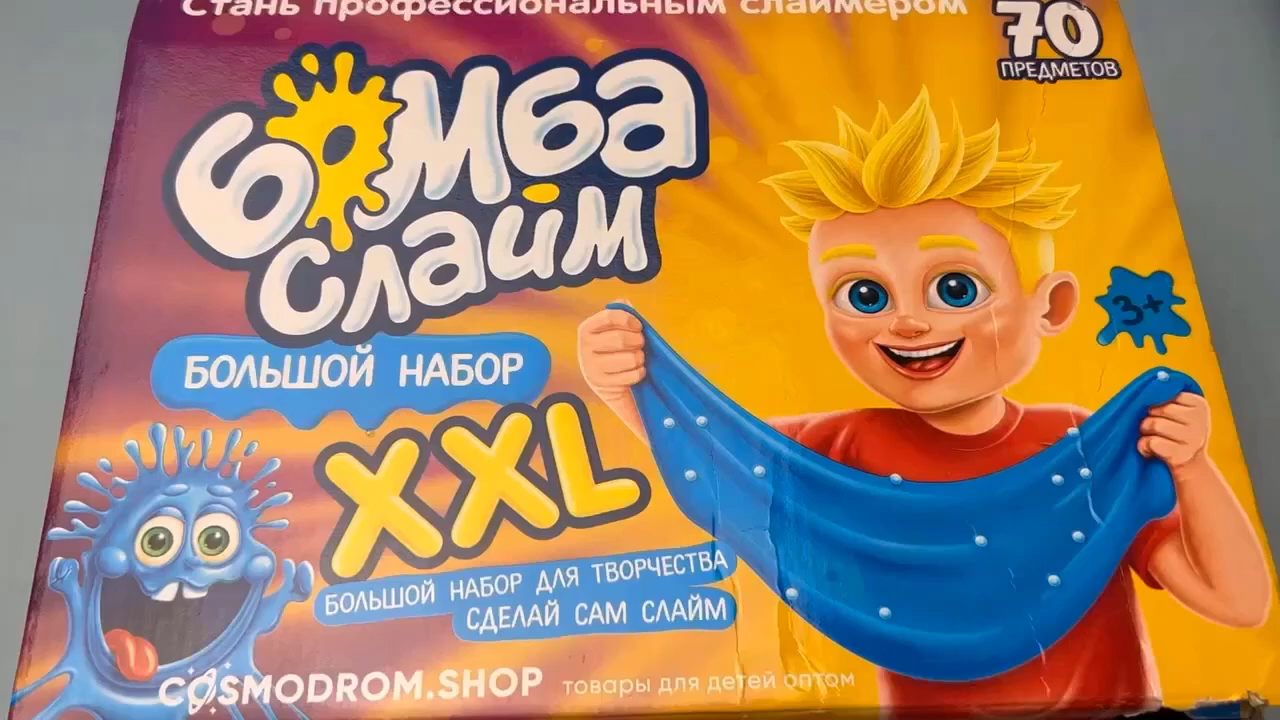 Стань профессиональным слаймером
70
ПРЕДМЕТОВ
бомба
слайм
3+
БОЛЬШОЙ НАБОР
XXL
БОЛЬШОЙ НАБОР ДЛЯ ТВОРЧЕСТВА
СДЕЛАЙ САМ СЛАЙМ
COSMODROM.SHOP товары для детей оптом